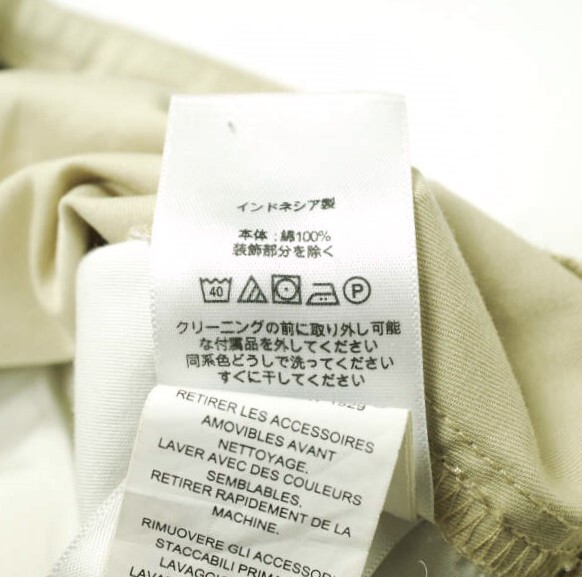 インドネシア製
本体 : 綿100%
装飾部分を除く
40 P
クリーニングの前に取り外し可能
な付属品を外してください
同系色どうしで洗ってください
すぐに干してください
RETIRER LES ACCESSOIRES
AMOVIBLES AVANT
NETTOYAGE.
LAVER AVEC DES COULEURS
SEMBLABLES.
RETIRER RAPIDEMENT DE LA
MACHINE.
RIMUOVERE GLI ACCESSOR
STACCABILI PRIMA